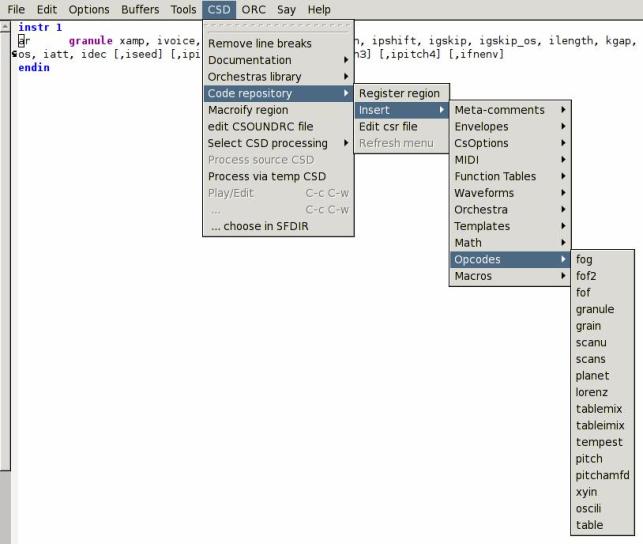 File Edit Options Buffers Tools CSD ORC Say Help
instr 1
ar granule xamp, ivoice, n, ipshift, igskip, igskip_os, ilength, kgap,
os, iatt, idec [,iseed] [,ipi h3] [,ipitch4] [,ifnenv]
endin
Remove line breaks
Documentation
Orchestras library
Code repository
Macroify region
edit CSOUNDRC file
Select CSD processing
Process source CSD
Process via temp CSD
Play/Edit C-c C-w
... C-c C-w
... choose in SFDIR
Register region
Insert
Edit csr file
Refresh menu
Meta-comments
Envelopes
CsOptions
MIDI
Function Tables
Waveforms
Orchestra
Templates
Math
Opcodes
Macros
fog
fof2
fof
granule
grain
scanu
scans
planet
lorenz
tablemix
tableimix
tempest
pitch
pitchamfd
xyin
oscili
table